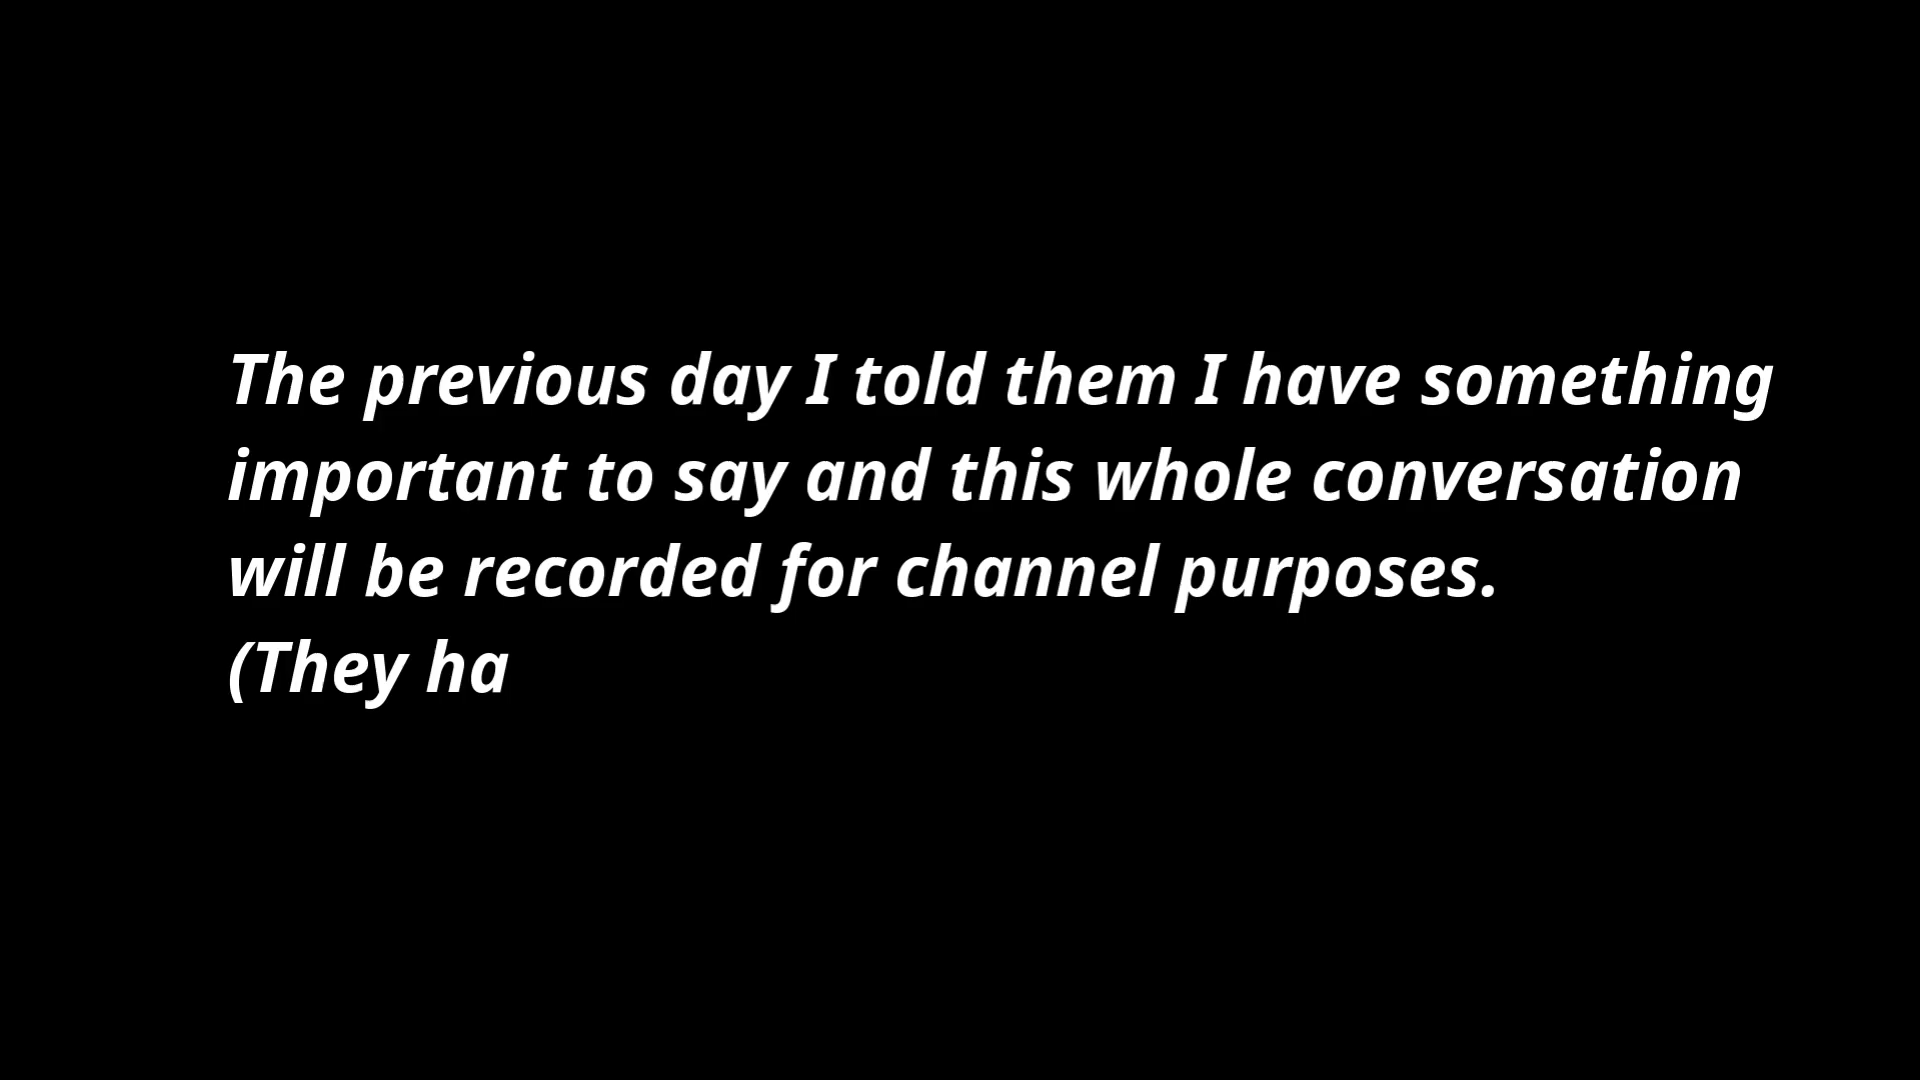 The previous day I told them I have something
important to say and this whole conversation
will be recorded for channel purposes.
(They ha